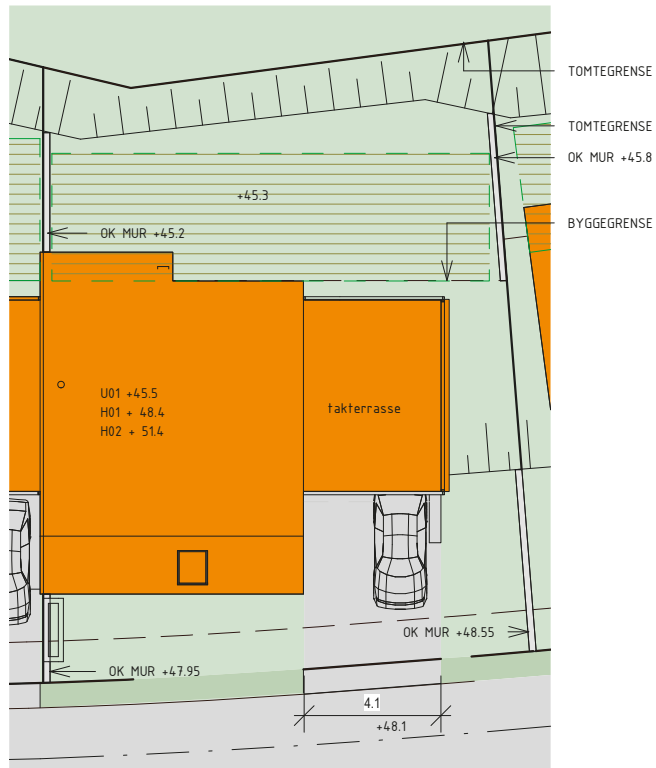 TOMTEGRENSE
TOMTEGRENSE
OK MUR +45.8
+45.3
BYGGEGRENSE
OK MUR +45.2
U01 +45.5
H01 + 48.4
H02 + 51.4
takterrasse
OK MUR +48.55
OK MUR +47.95
4.1
+48.1